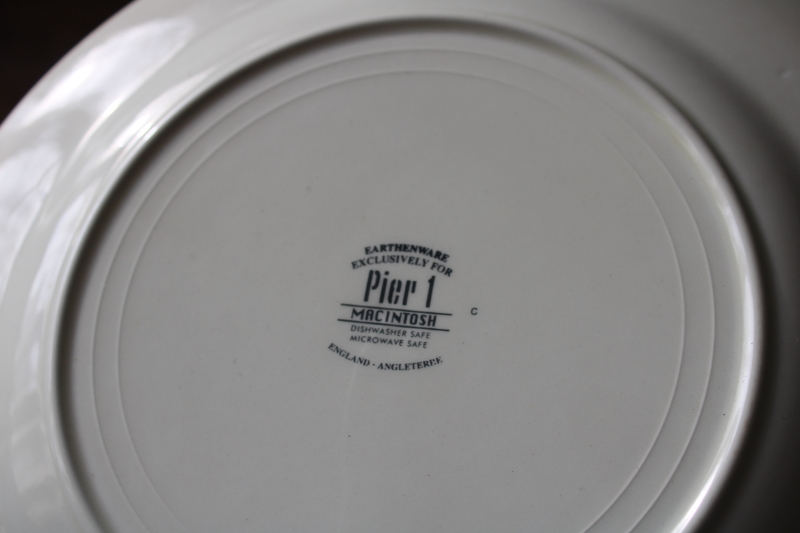 EARTHENWARE
EXCLUSIVELY FOR
Pier 1
MACINTOSH
C
DISHWASHER SAFE
MICROWAVE SAFE
ENGLAND - ANGLETERRE